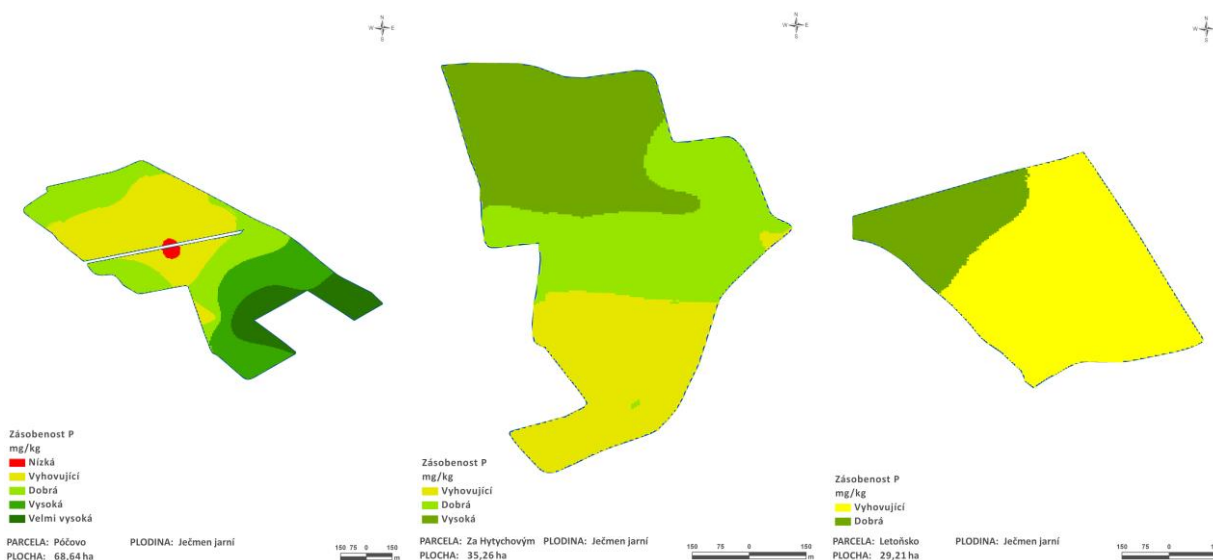 N
W E
S
Zásobenost P
mg/kg
Nízká
Vyhovující
Dobrá
Vysoká
Velmi vysoká
PARCELA: Póčovo PLODINA: Ječmen jarní
PLOCHA: 68,64 ha
150 75 0 150
m
N
W E
S
Zásobenost P
mg/kg
Vyhovující
Dobrá
Vysoká
PARCELA: Za Hytychovým PLODINA: Ječmen jarní
PLOCHA: 35,26 ha
150 75 0 150
m
N
W
S
Zásobenost P
mg/kg
Vyhovující
Dobrá
PARCELA: Letoňsko PLODINA: Ječmen jarní
PLOCHA: 29,21 ha
150 75 0 150